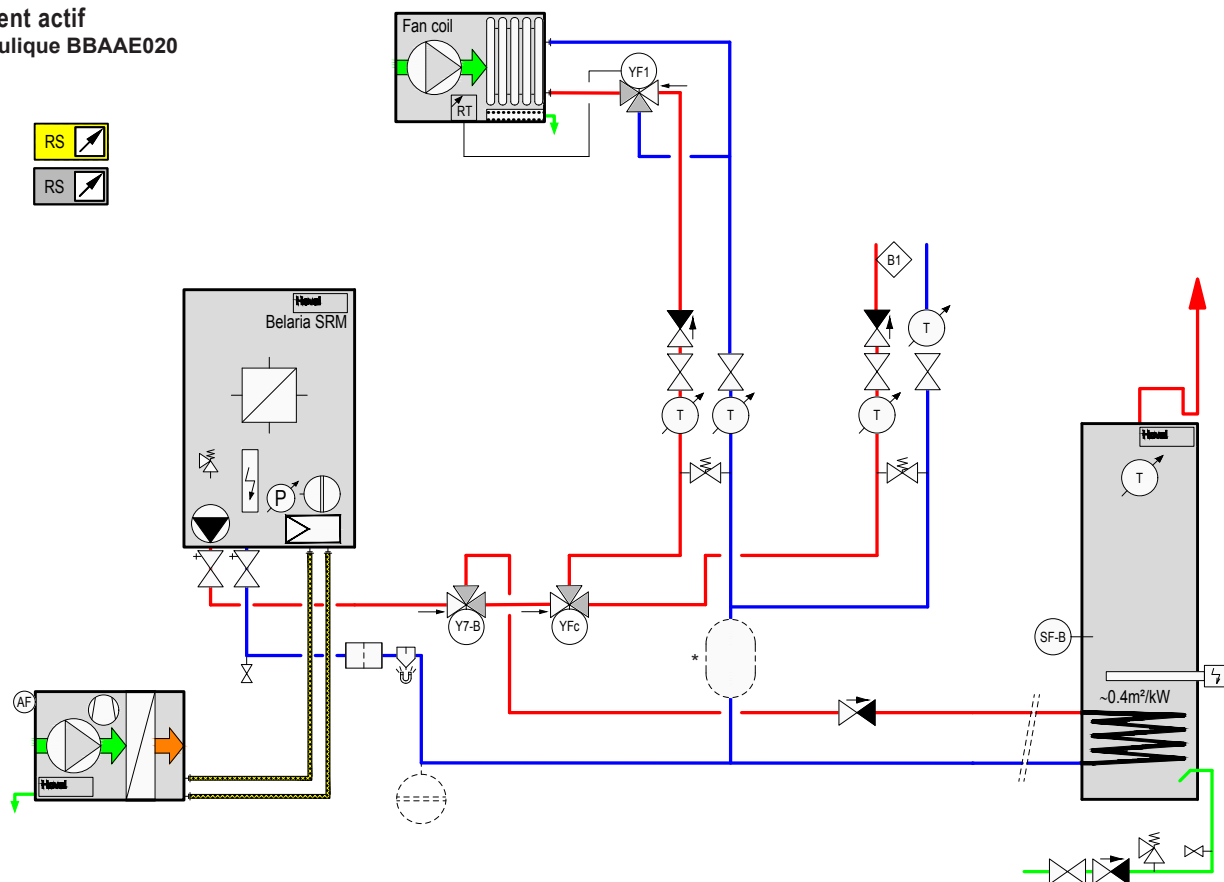 ent actif
ulique BBAAE020
Fan coil
YF1
RT
RS
RS
B1
Hoval
Belaria SRM
T
T
T
T
Hoval
T
P
Y7-B
YFc
*
SF-B
AF
~0.4m²/kW
Hoval